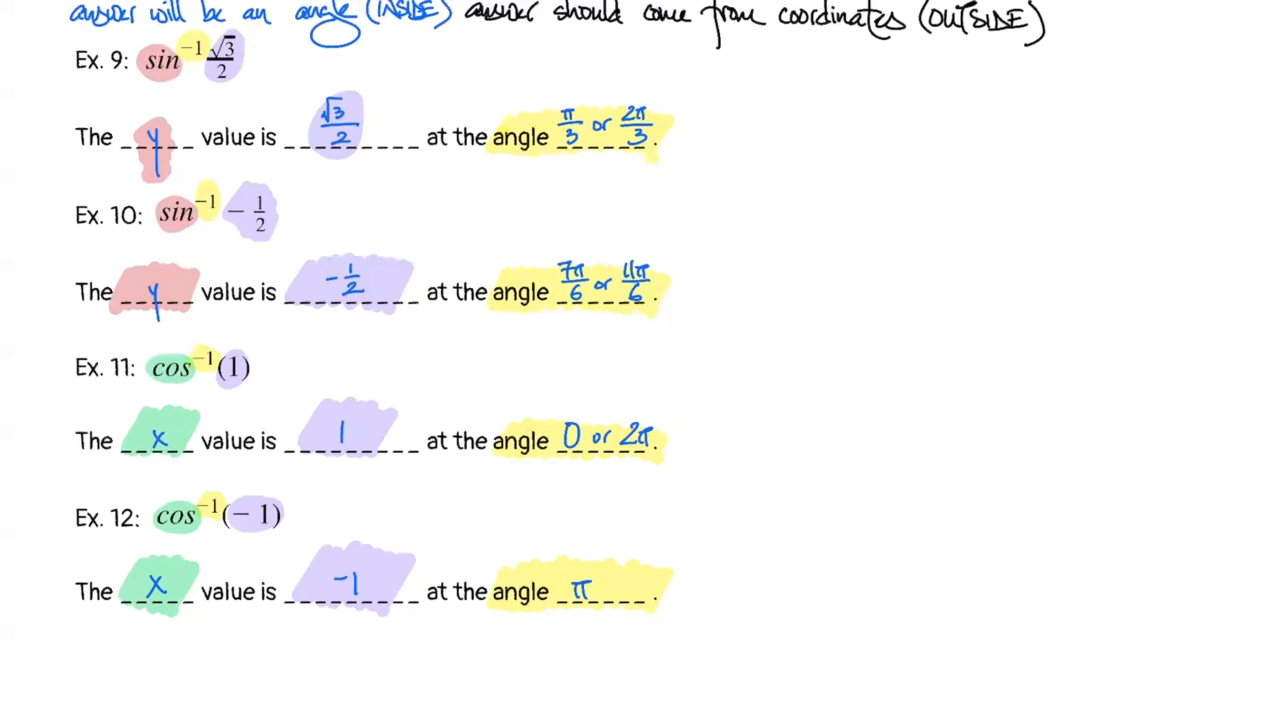 answer will be an angle (INSIDE) answer should come from coordinates (OUTSIDE)
Ex. 9: sin⁻¹ √3/2
The y value is √3/2 at the angle π/3 or 2π/3.
Ex. 10: sin⁻¹ − 1/2
The y value is −1/2 at the angle 7π/6 or 11π/6.
Ex. 11: cos⁻¹(1)
The x value is 1 at the angle 0 or 2π.
Ex. 12: cos⁻¹(− 1)
The x value is −1 at the angle π.